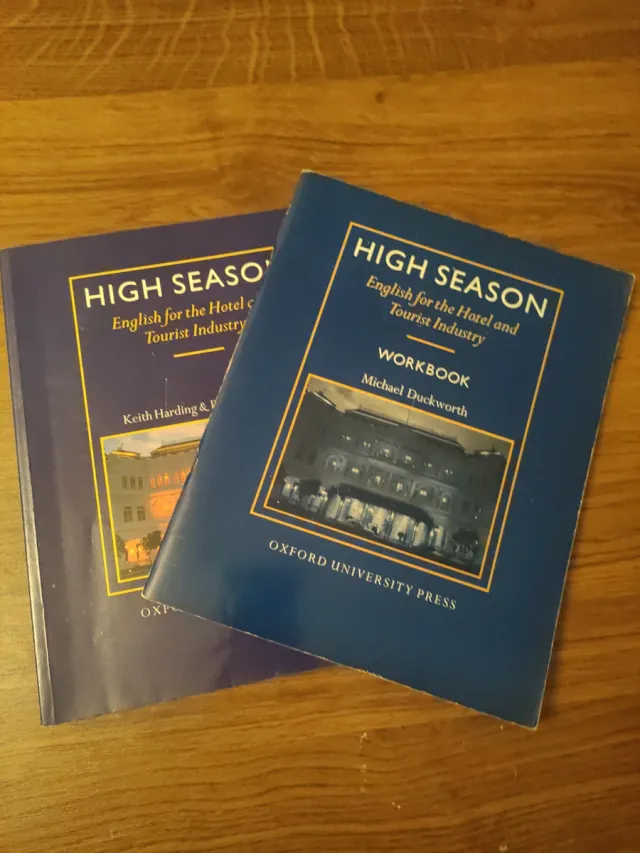 HIGH SEASON
English for the Hotel
Tourist Industry
Keith Harding &
HIGH SEASON
English for the Hotel and
Tourist Industry
WORKBOOK
Michael Duckworth
OXFORD UNIVERSITY PRESS